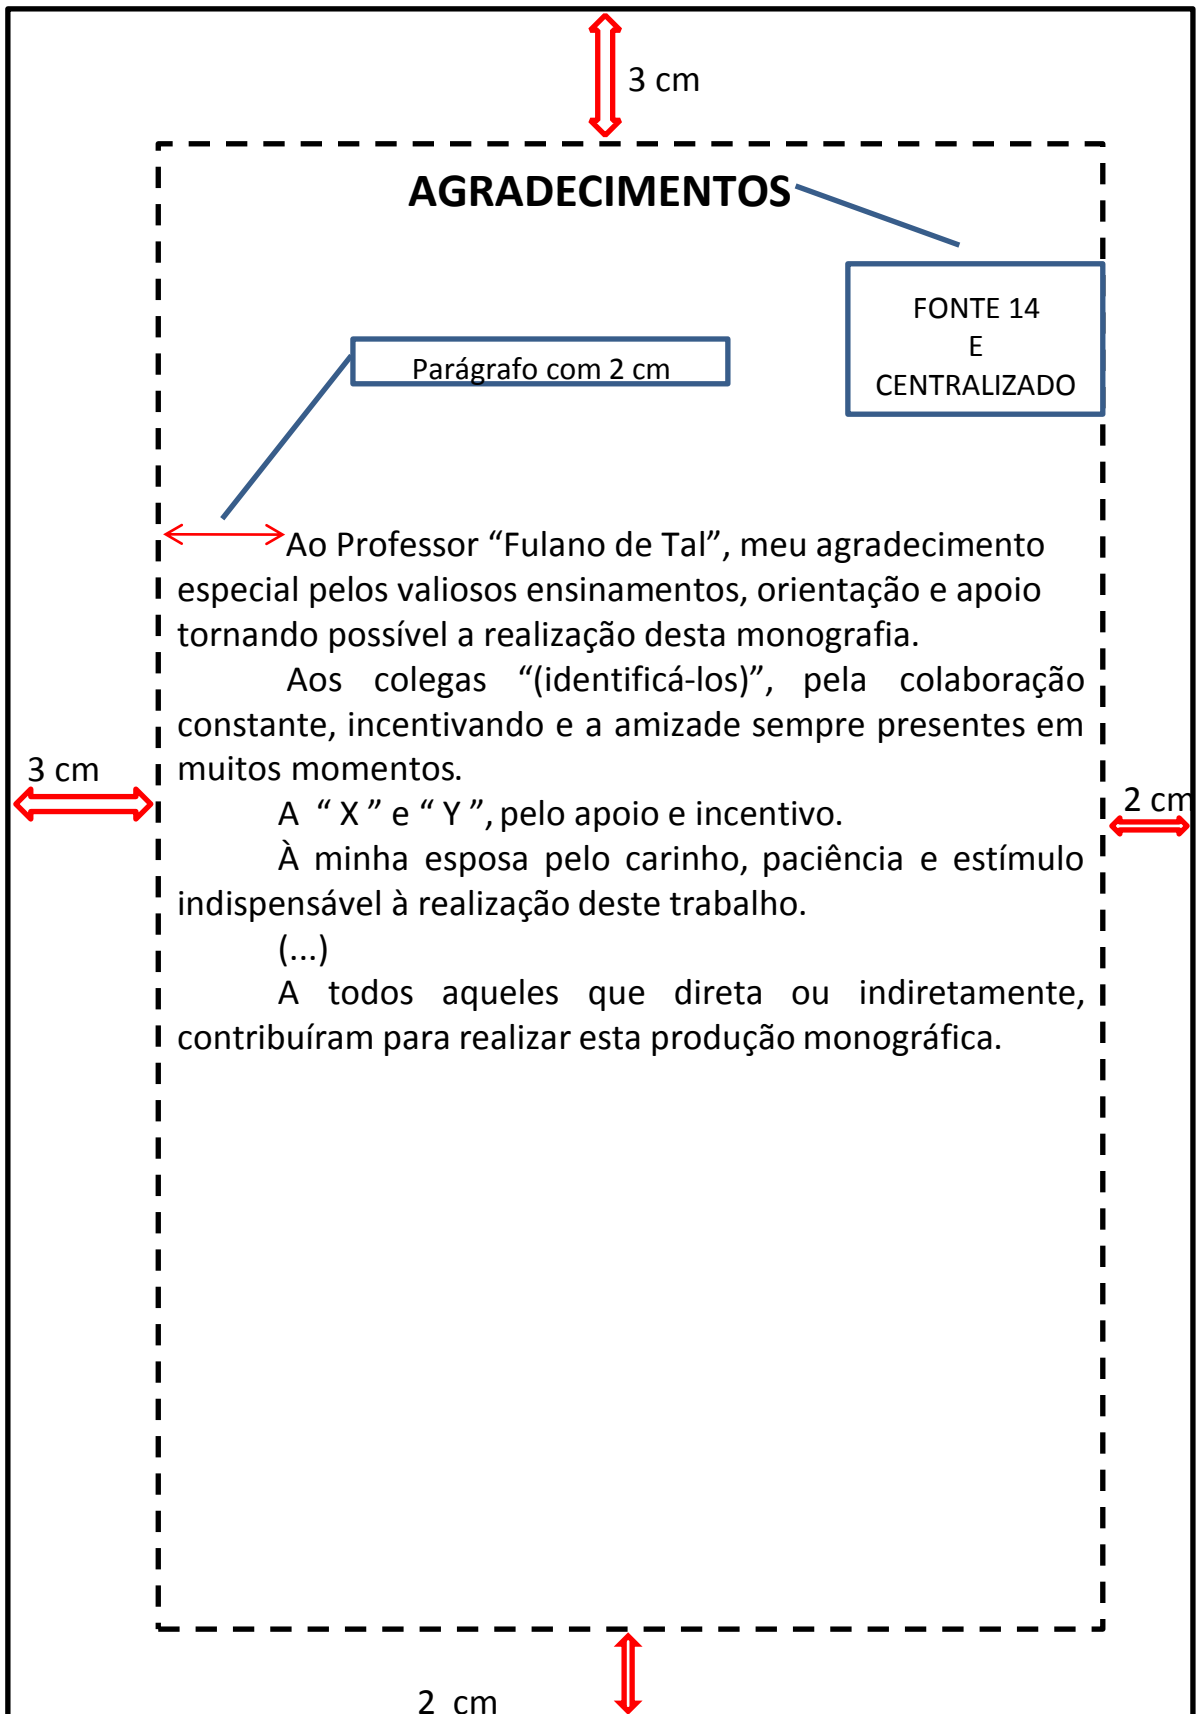 3 cm
AGRADECIMENTOS
FONTE 14
E
CENTRALIZADO
Parágrafo com 2 cm
Ao Professor “Fulano de Tal”, meu agradecimento
especial pelos valiosos ensinamentos, orientação e apoio
tornando possível a realização desta monografia.
Aos colegas “(identificá-los)”, pela colaboração
constante, incentivando e a amizade sempre presentes em
muitos momentos.
3 cm
2 cm
A “ X ” e “ Y ”, pelo apoio e incentivo.
À minha esposa pelo carinho, paciência e estímulo
indispensável à realização deste trabalho.
(...)
A todos aqueles que direta ou indiretamente,
contribuíram para realizar esta produção monográfica.
2 cm